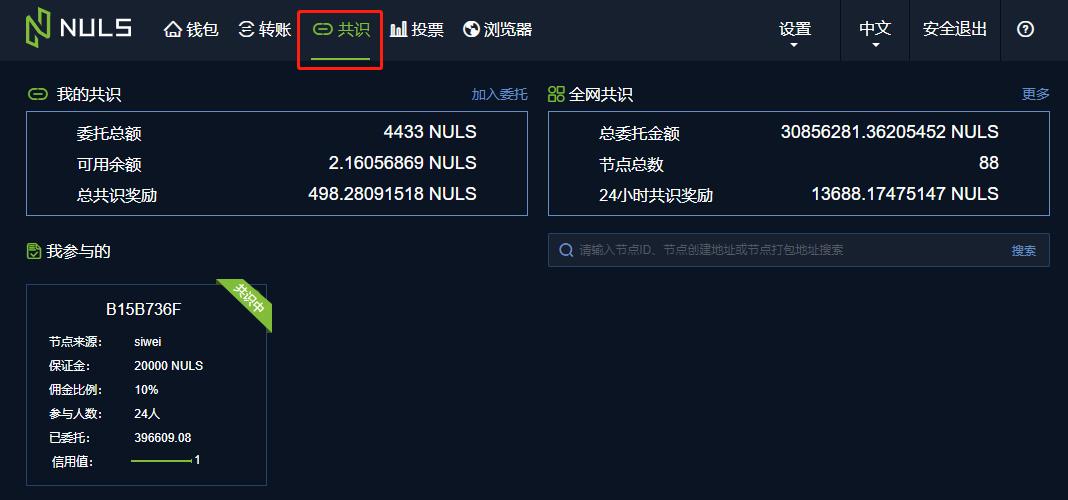 NULS 钱包 转账 共识 投票 浏览器 设置 中文 安全退出
我的共识 加入委托
委托总额 4433 NULS
可用余额 2.16056869 NULS
总共识奖励 498.28091518 NULS
全网共识 更多
总委托金额 30856281.36205452 NULS
节点总数 88
24小时共识奖励 13688.17475147 NULS
我参与的
请输入节点ID、节点创建地址或节点打包地址搜索 搜索
共识中
B15B736F
节点来源: siwei
保证金: 20000 NULS
佣金比例: 10%
参与人数: 24人
已委托: 396609.08
信用值: 1